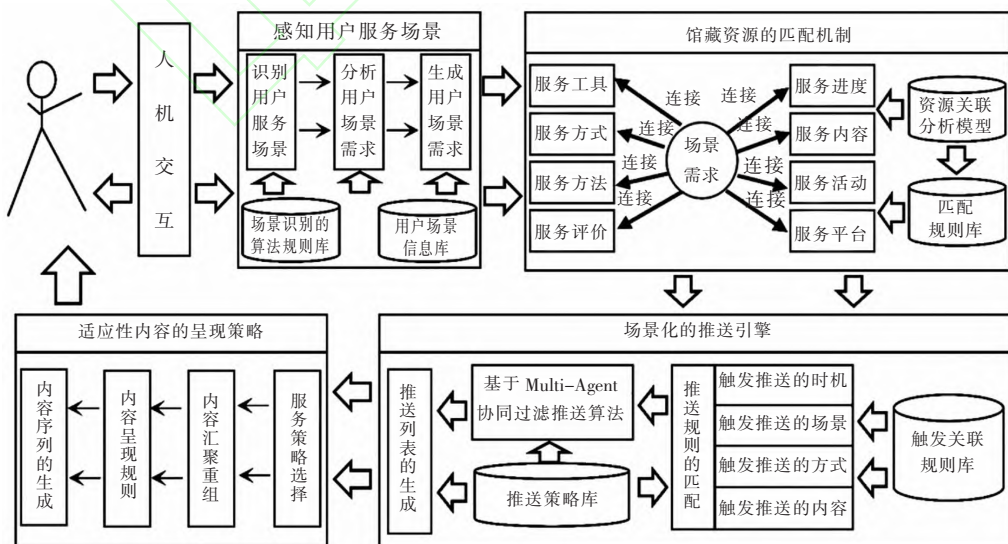 人机交互
感知用户服务场景
识别用户服务场景
分析用户场景需求
生成用户场景需求
场景识别的
算法规则库
用户场景
信息库
馆藏资源的匹配机制
服务工具
服务方式
服务方法
服务评价
连接
连接
连接
连接
场景
需求
连接
连接
连接
连接
服务进度
服务内容
服务活动
服务平台
资源关联
分析模型
匹配
规则库
场景化的推送引擎
触发推送的时机
触发推送的场景
触发推送的方式
触发推送的内容
触发关联
规则库
推送规则的匹配
基于 Multi-Agent
协同过滤推送算法
推送策略库
推送列表的生成
适应性内容的呈现策略
服务策略选择
内容汇聚重组
内容呈现规则
内容序列的生成